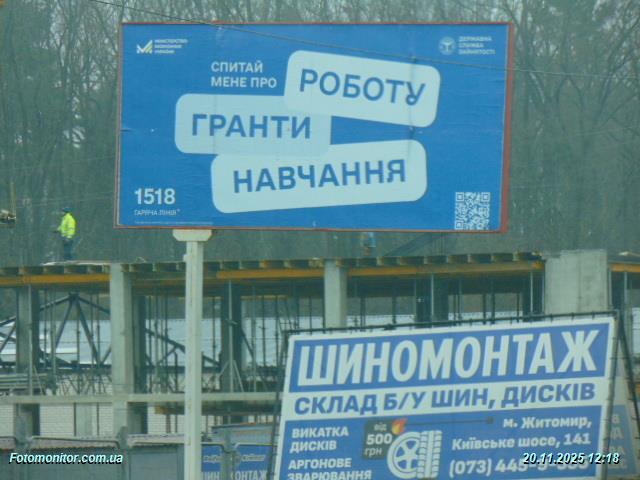 МІНІСТЕРСТВО
ЕКОНОМІКИ
УКРАЇНИ
ДЕРЖАВНА
СЛУЖБА
ЗАЙНЯТОСТІ
СПИТАЙ
МЕНЕ ПРО
РОБОТУ
ГРАНТИ
НАВЧАННЯ
1518
ГАРЯЧА ЛІНІЯ
ШИНОМОНТАЖ
СКЛАД Б/У ШИН, ДИСКІВ
ВИКАТКА
ДИСКІВ
АРГОНОВЕ
ЗВАРЮВАННЯ
від
500
грн
м. Житомир,
Київське шосе, 141
(073)
ШИНОМОНТАЖ
Fotomonitor.com.ua
20.11.2025 12:18